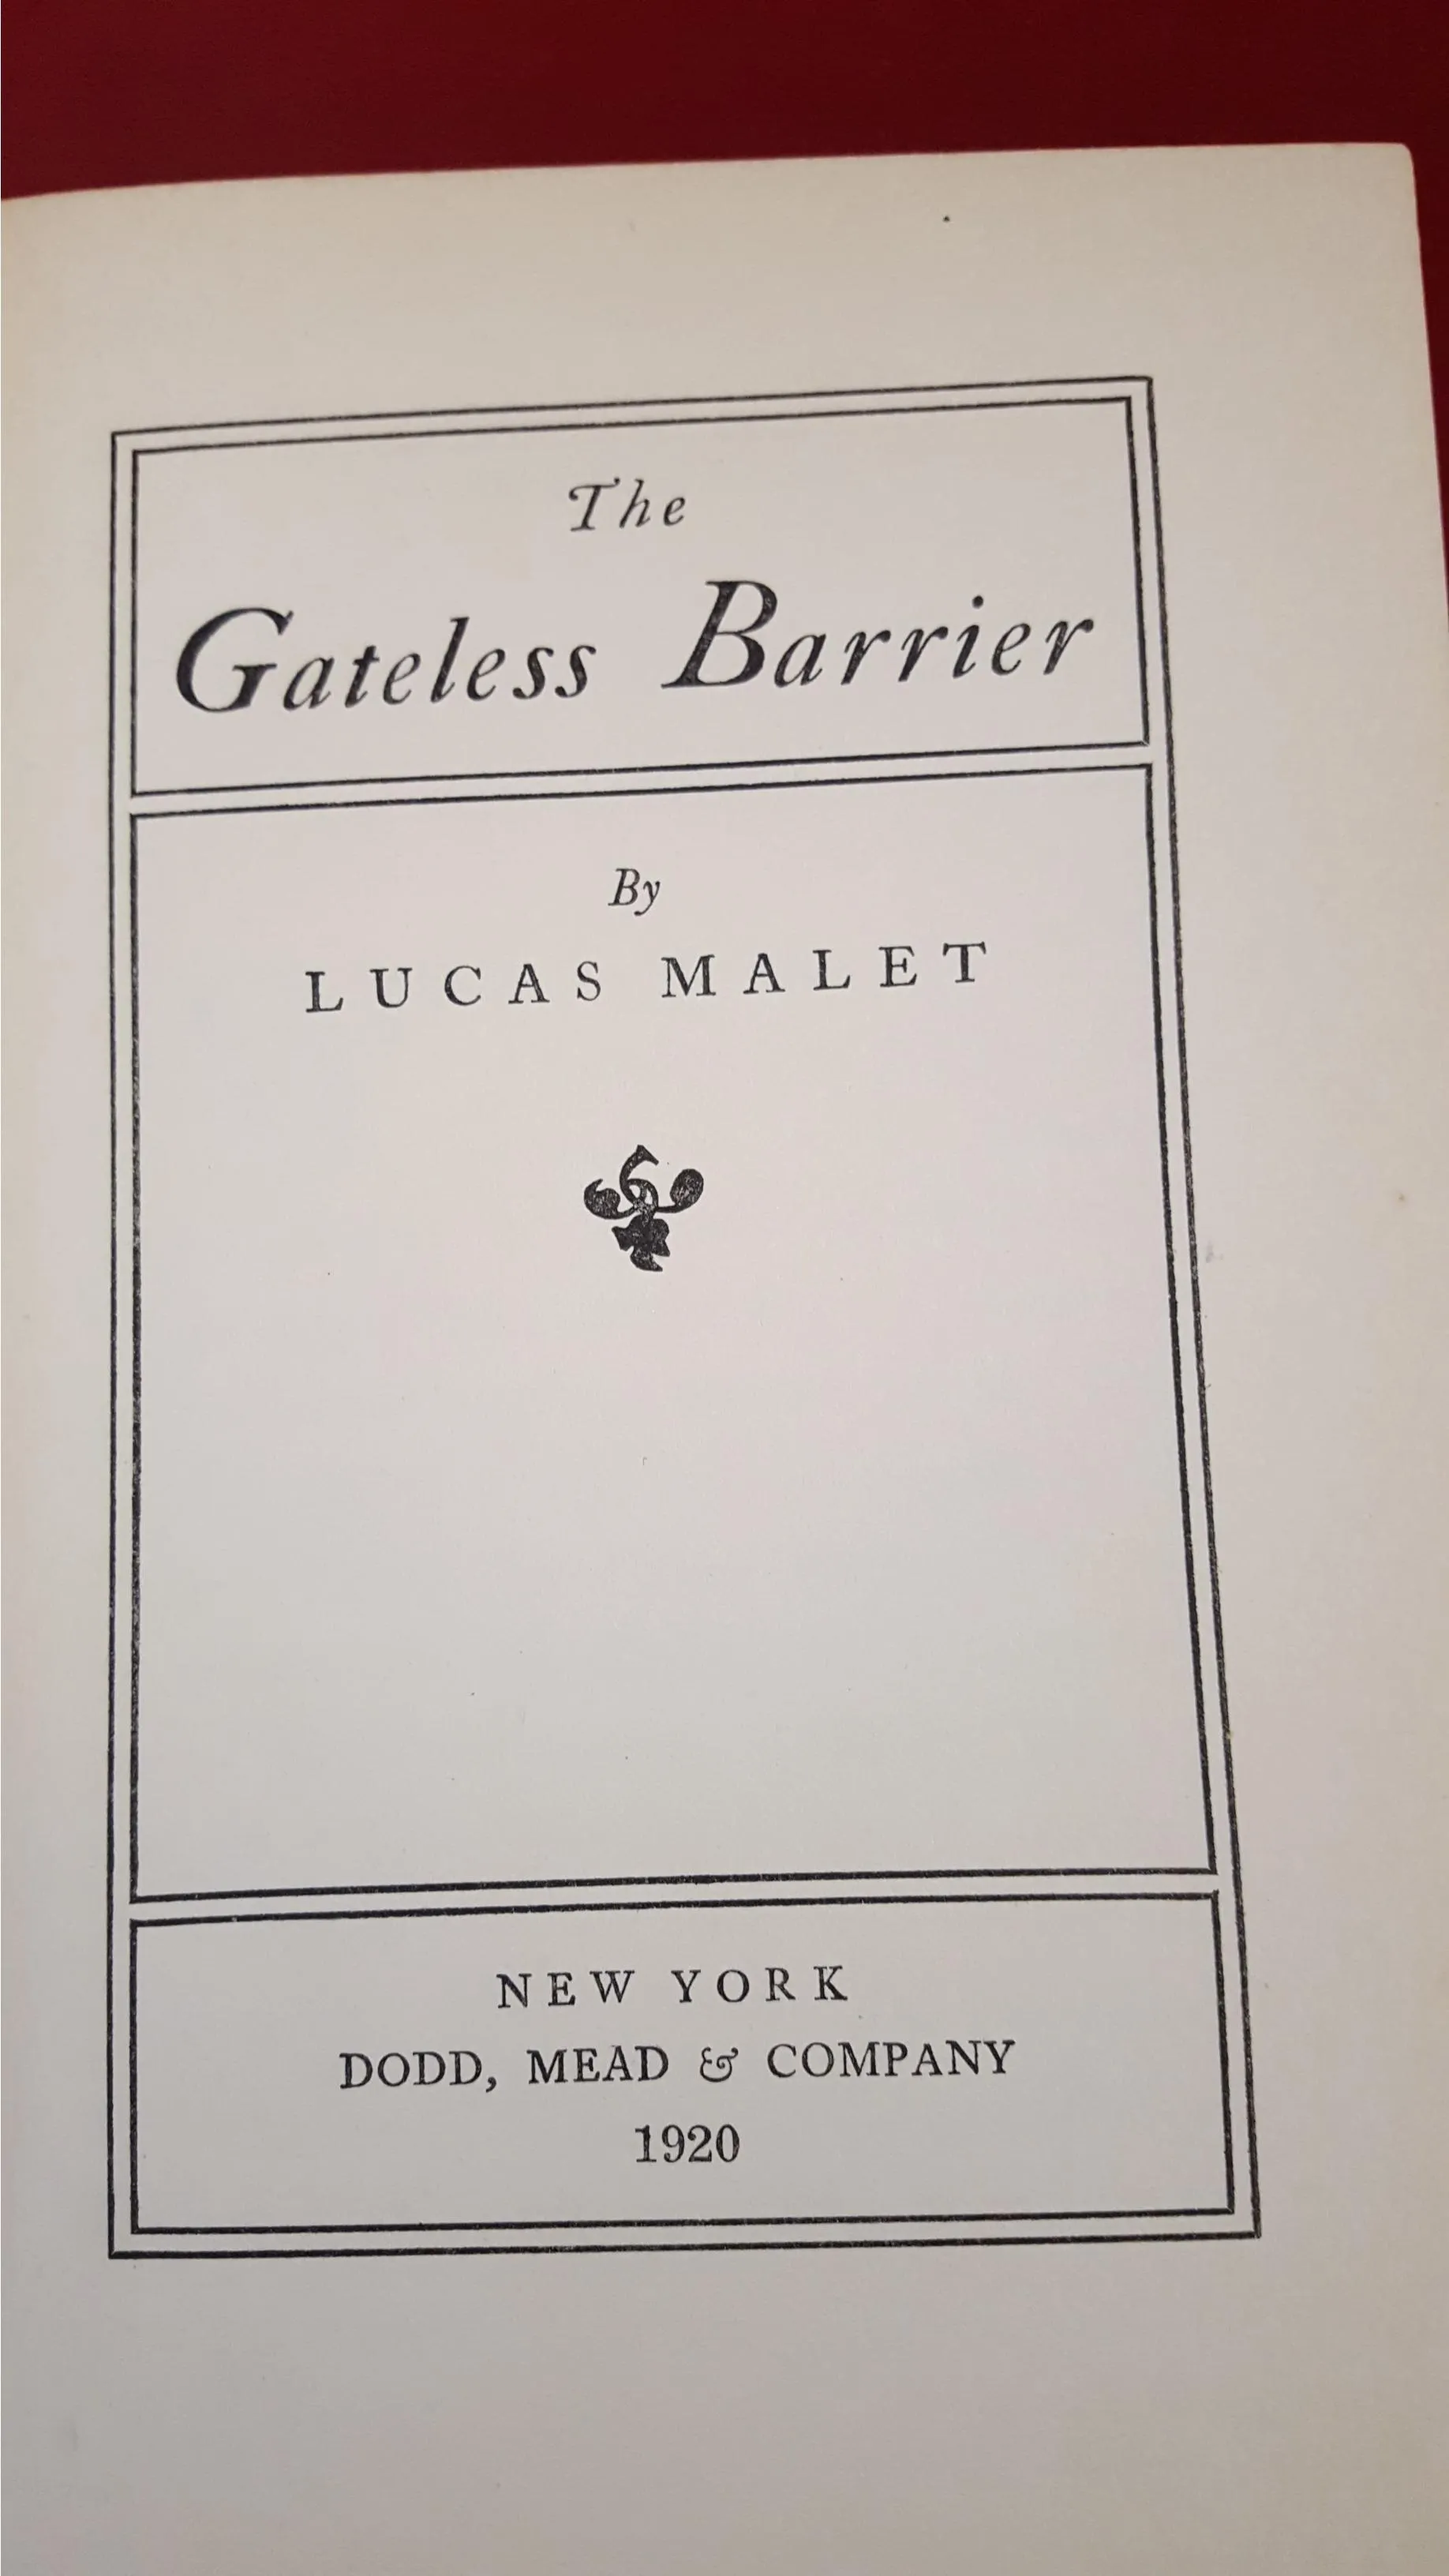 The
Gateless Barrier
By
LUCAS MALET
NEW YORK
DODD, MEAD & COMPANY
1920